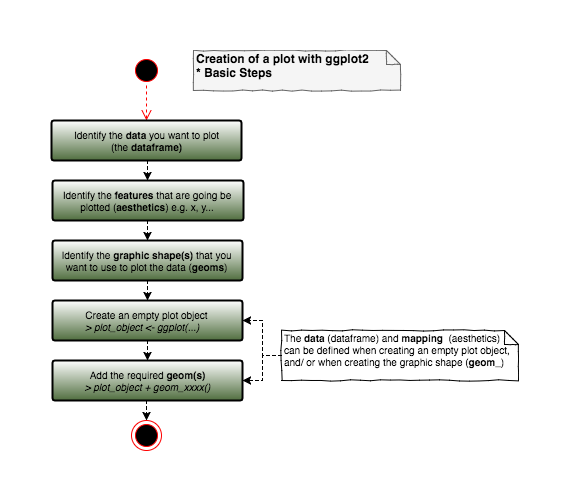 Creation of a plot with ggplot2
* Basic Steps
Identify the data you want to plot
(the dataframe)
Identify the features that are going be
plotted (aesthetics) e.g. x, y...
Identify the graphic shape(s) that you
want to use to plot the data (geoms)
Create an empty plot object
> plot_object <- ggplot(...)
The data (dataframe) and mapping (aesthetics)
can be defined when creating an empty plot object,
and/ or when creating the graphic shape (geom_)
Add the required geom(s)
> plot_object + geom_xxxx()